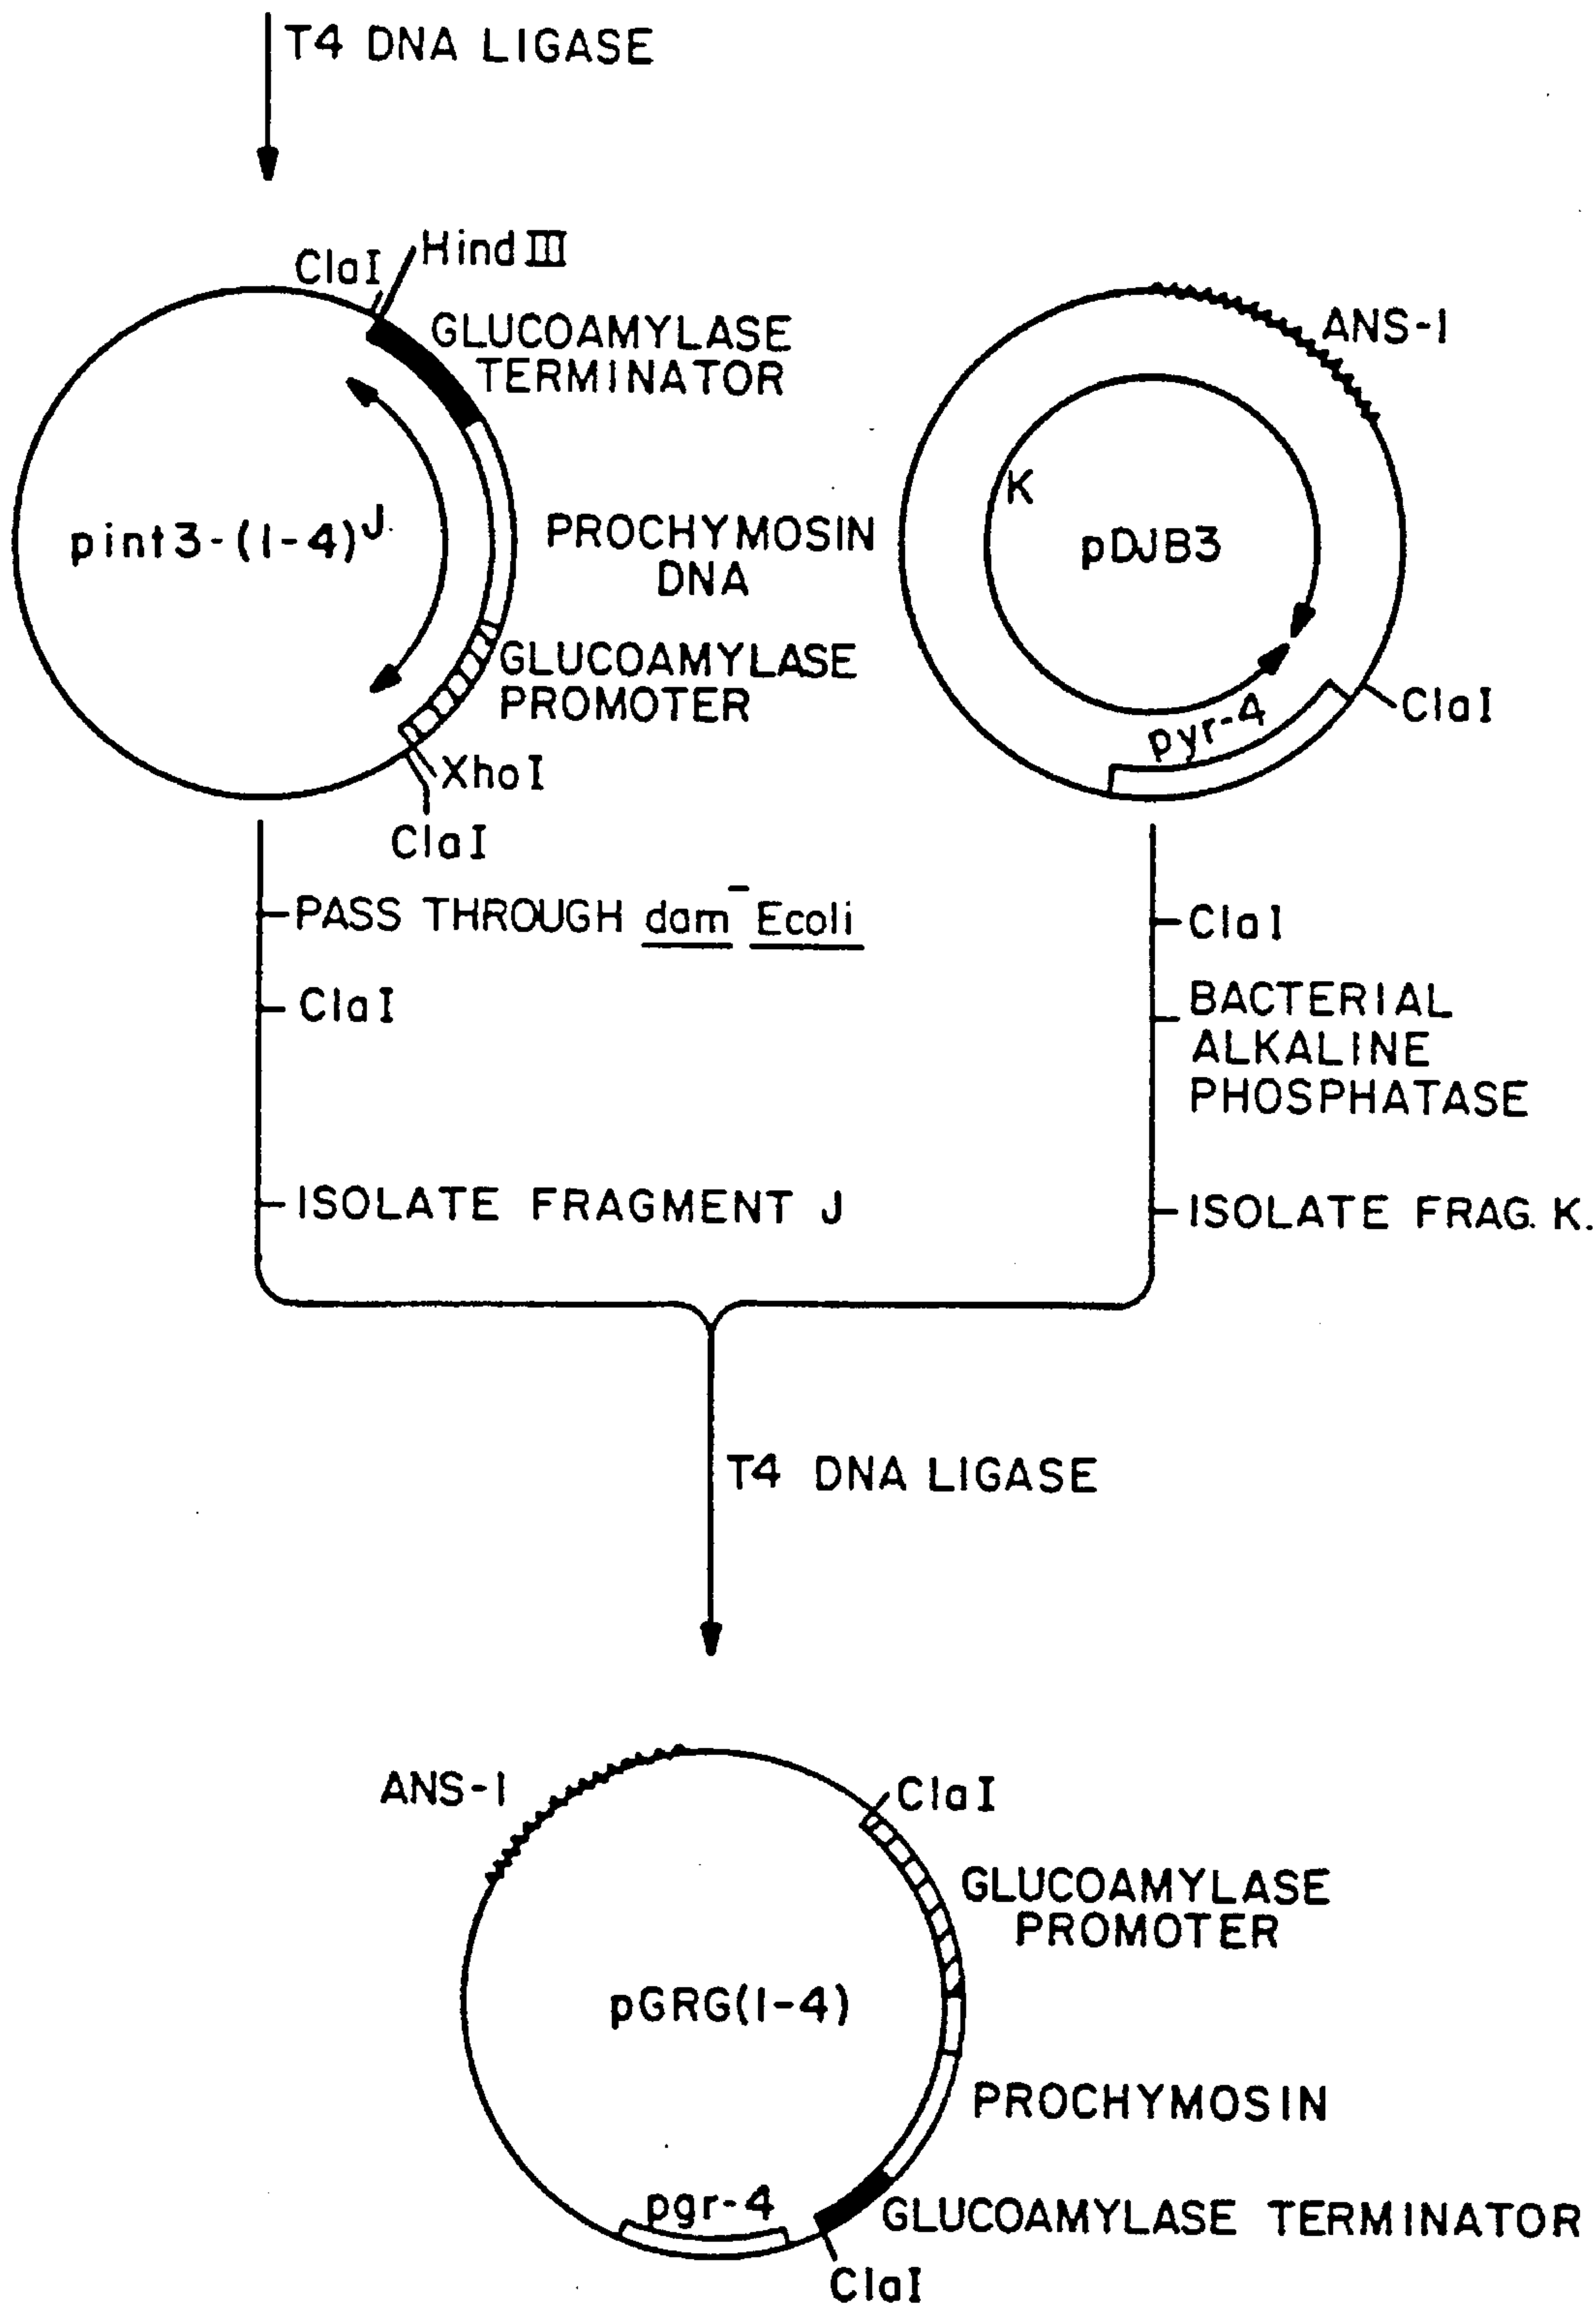 T4 DNA LIGASE
ClaI
HindIII
GLUCOAMYLASE
TERMINATOR
pint3-(1-4)J
PROCHYMOSIN
DNA
GLUCOAMYLASE
PROMOTER
XhoI
ClaI
ANS-1
K
pDJB3
pyr-4
ClaI
PASS THROUGH dam⁻ Ecoli
ClaI
ISOLATE FRAGMENT J
ClaI
BACTERIAL
ALKALINE
PHOSPHATASE
ISOLATE FRAG. K.
T4 DNA LIGASE
ANS-1
ClaI
GLUCOAMYLASE
PROMOTER
pGRG(1-4)
PROCHYMOSIN
pgr-4
GLUCOAMYLASE TERMINATOR
ClaI